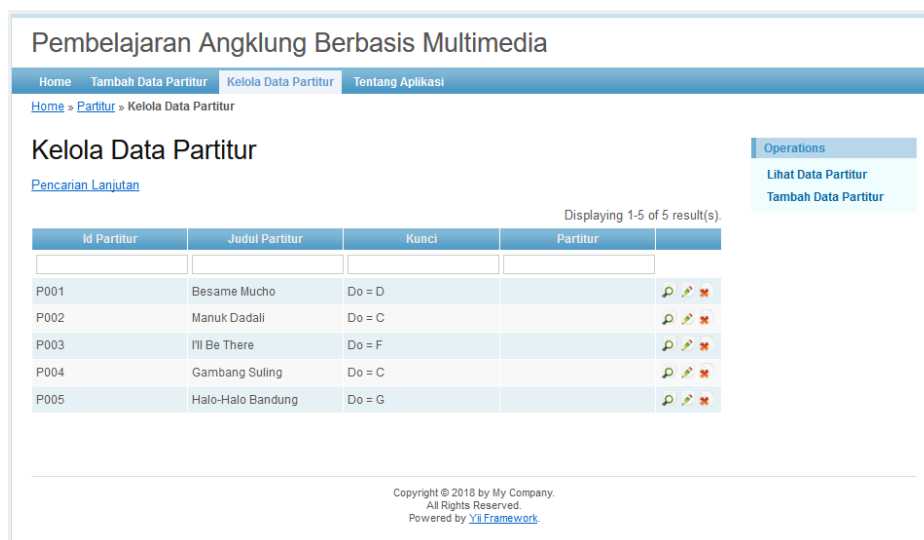 Pembelajaran Angklung Berbasis Multimedia
Home Tambah Data Partitur Kelola Data Partitur Tentang Aplikasi
Home » Partitur » Kelola Data Partitur
Kelola Data Partitur
Pencarian Lanjutan
Displaying 1-5 of 5 result(s).
Id Partitur Judul Partitur Kunci Partitur
P001 Besame Mucho Do = D
P002 Manuk Dadali Do = C
P003 I'll Be There Do = F
P004 Gambang Suling Do = C
P005 Halo-Halo Bandung Do = G
Operations
Lihat Data Partitur
Tambah Data Partitur
Copyright © 2018 by My Company.
All Rights Reserved.
Powered by Yii Framework.